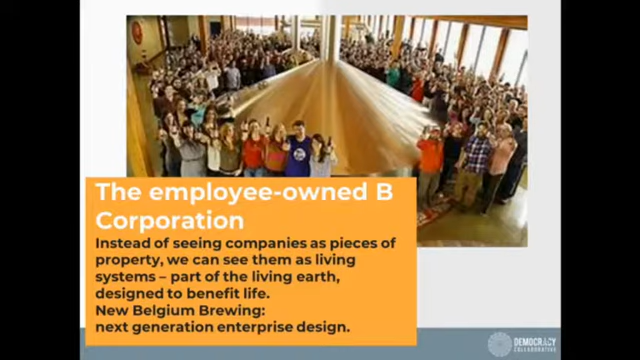 The employee-owned B
Corporation
Instead of seeing companies as pieces of
property, we can see them as living
systems – part of the living earth,
designed to benefit life.
New Belgium Brewing:
next generation enterprise design.
DEMOCRACY
COLLABORATIVE